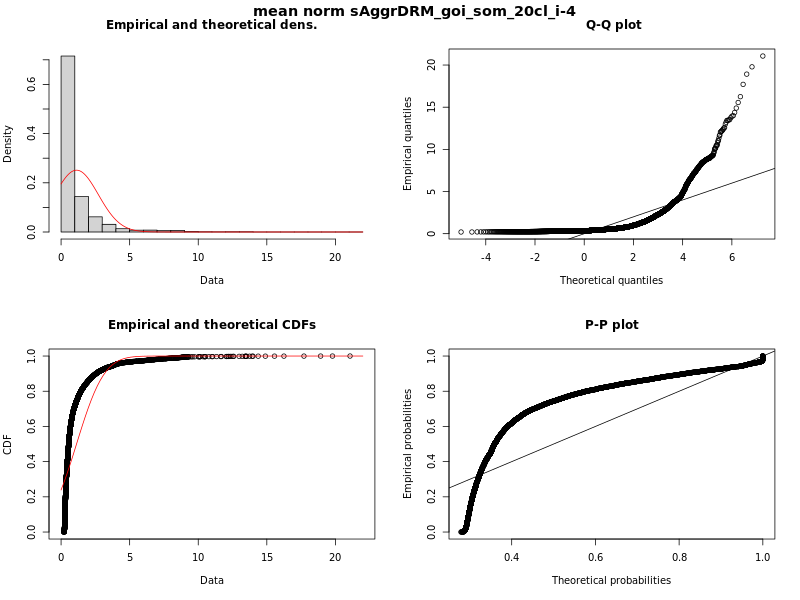 mean norm sAggrDRM_goi_som_20cl_i-4
Empirical and theoretical dens.
Density
0.0 0.2 0.4 0.6
0 5 10 15 20
Data
Q-Q plot
Empirical quantiles
0 5 10 15 20
-4 -2 0 2 4 6
Theoretical quantiles
Empirical and theoretical CDFs
CDF
0.0 0.2 0.4 0.6 0.8 1.0
0 5 10 15 20
Data
P-P plot
Empirical probabilities
0.0 0.2 0.4 0.6 0.8 1.0
0.4 0.6 0.8 1.0
Theoretical probabilities